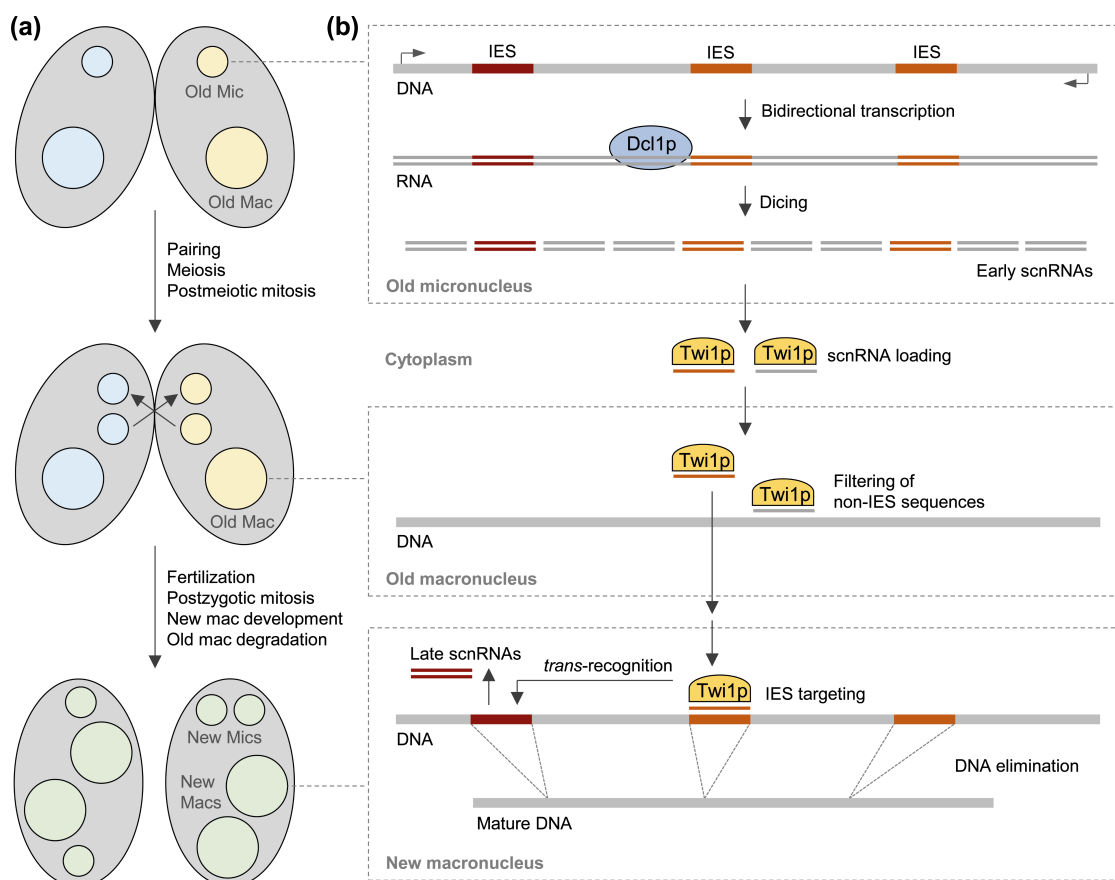 (a)
Old Mic
Old Mac
Pairing
Meiosis
Postmeiotic mitosis
Old Mac
Fertilization
Postzygotic mitosis
New mac development
Old mac degradation
New Mics
New
Macs
(b)
IES
IES
IES
DNA
Bidirectional transcription
Dcl1p
RNA
Dicing
Early scnRNAs
Old micronucleus
Cytoplasm
Twi1p
Twi1p
scnRNA loading
Twi1p
Twi1p
Filtering of
non-IES sequences
DNA
Old macronucleus
Late scnRNAs
trans-recognition
Twi1p
IES targeting
DNA
DNA elimination
Mature DNA
New macronucleus